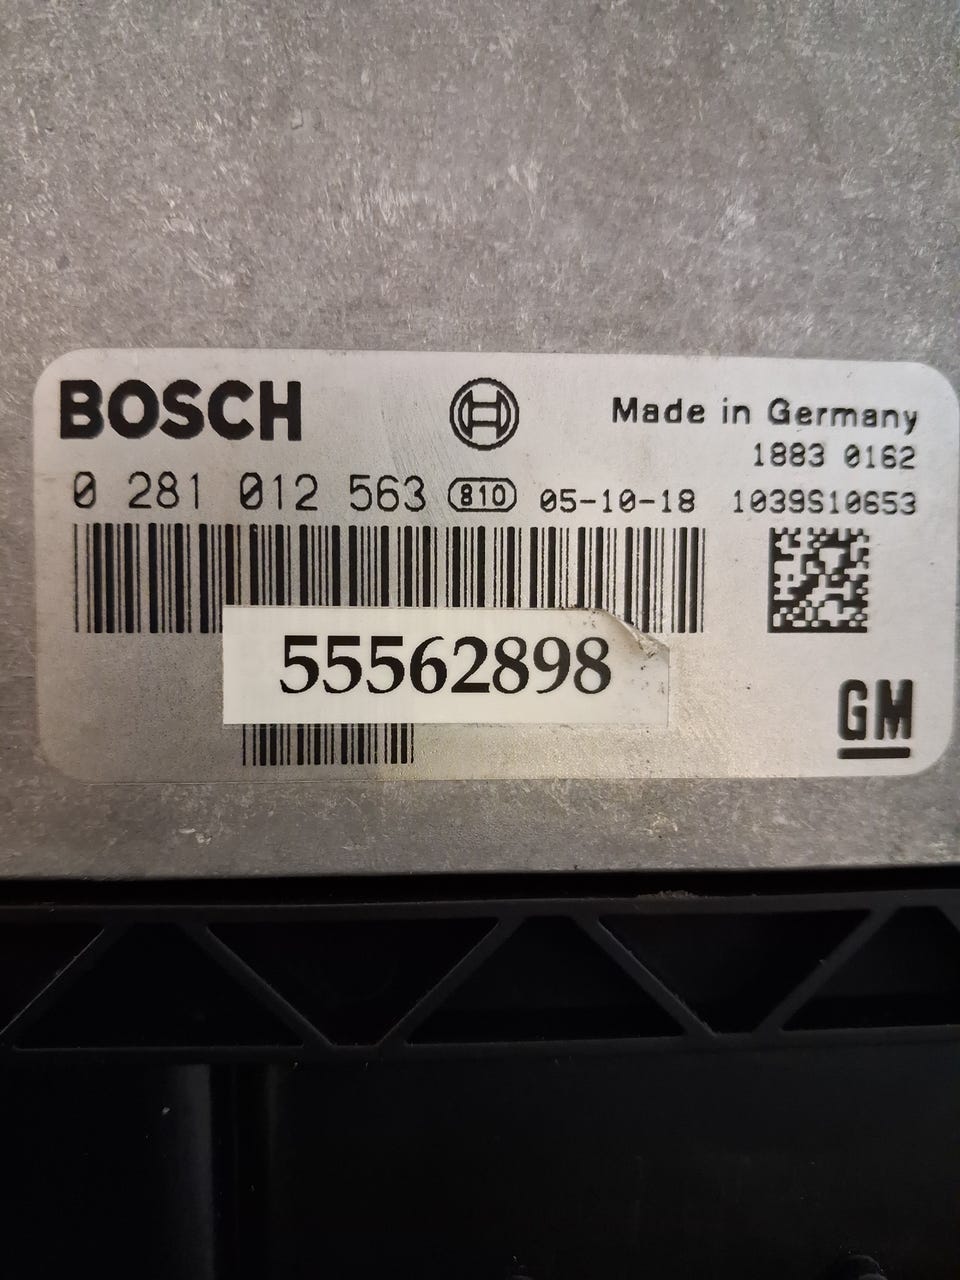 BOSCH
Made in Germany
1883 0162
0 281 012 563 810 05-10-18 1039S10653
55562898
GM